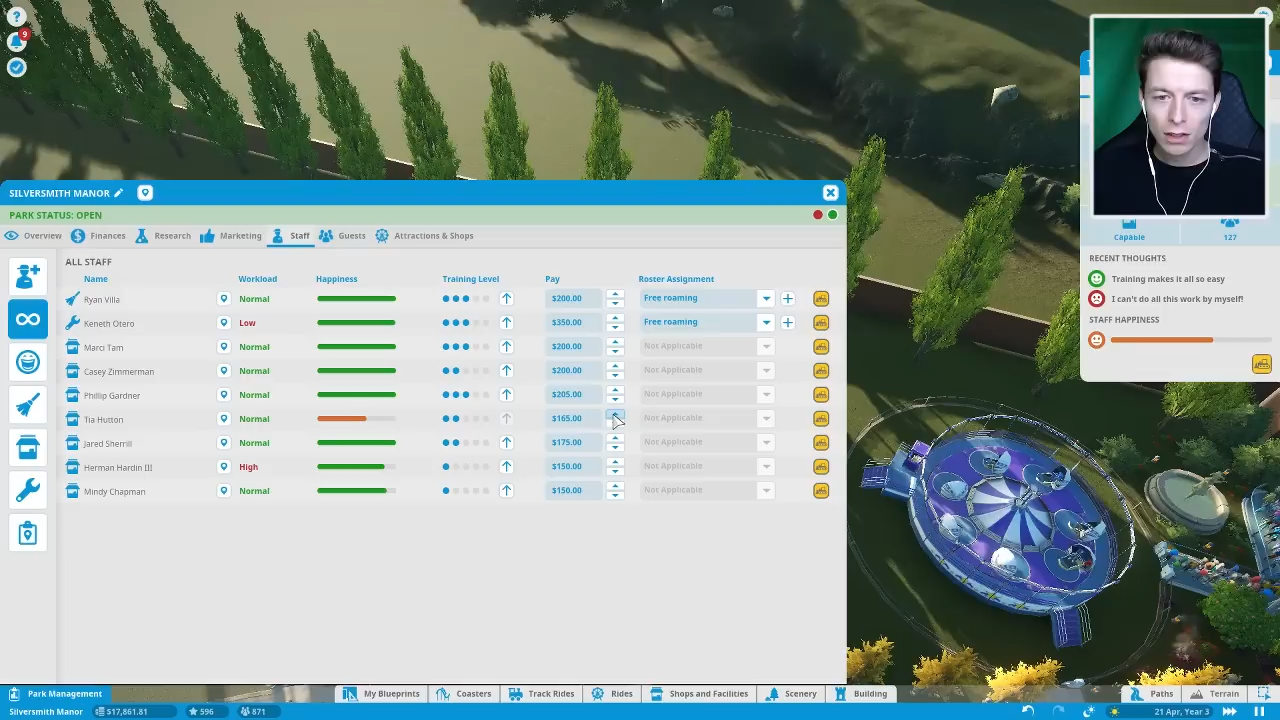 ?
9
SILVERSMITH MANOR
PARK STATUS: OPEN
Overview Finances Research Marketing Staff Guests Attractions & Shops
ALL STAFF
Name Workload Happiness Training Level Pay Roster Assignment
Ryan Villa Normal $200.00 Free roaming
Keneth Otero Low $350.00 Free roaming
Marci Tam Normal $200.00 Not Applicable
Casey Zimmerman Normal $200.00 Not Applicable
Phillip Gardner Normal $205.00 Not Applicable
Tia Hutton Normal $165.00 Not Applicable
Jared Sherrill Normal $175.00 Not Applicable
Herman Hardin III High $150.00 Not Applicable
Mindy Chapman Normal $150.00 Not Applicable
Capable 127
RECENT THOUGHTS
Training makes it all so easy
I can't do all this work by myself!
STAFF HAPPINESS
Park Management My Blueprints Coasters Track Rides Rides Shops and Facilities Scenery Building Paths Terrain
Silversmith Manor $17,861.81 596 871 21 Apr, Year 3